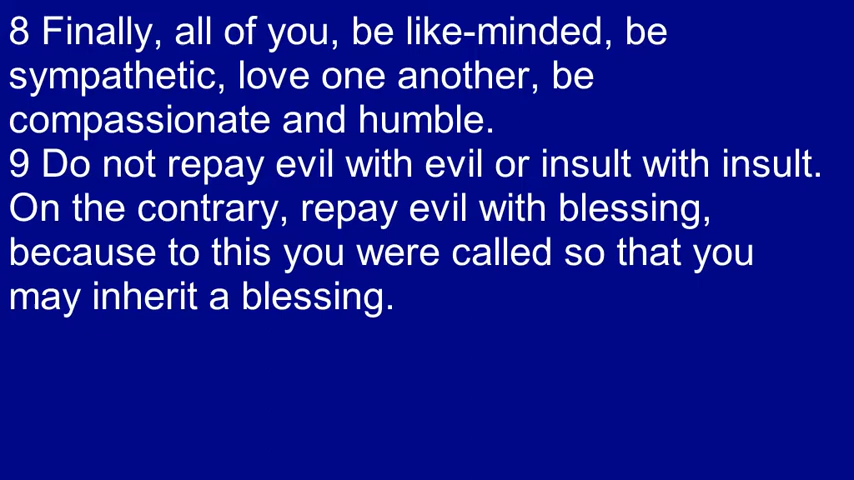 8 Finally, all of you, be like-minded, be
sympathetic, love one another, be
compassionate and humble.
9 Do not repay evil with evil or insult with insult.
On the contrary, repay evil with blessing,
because to this you were called so that you
may inherit a blessing.